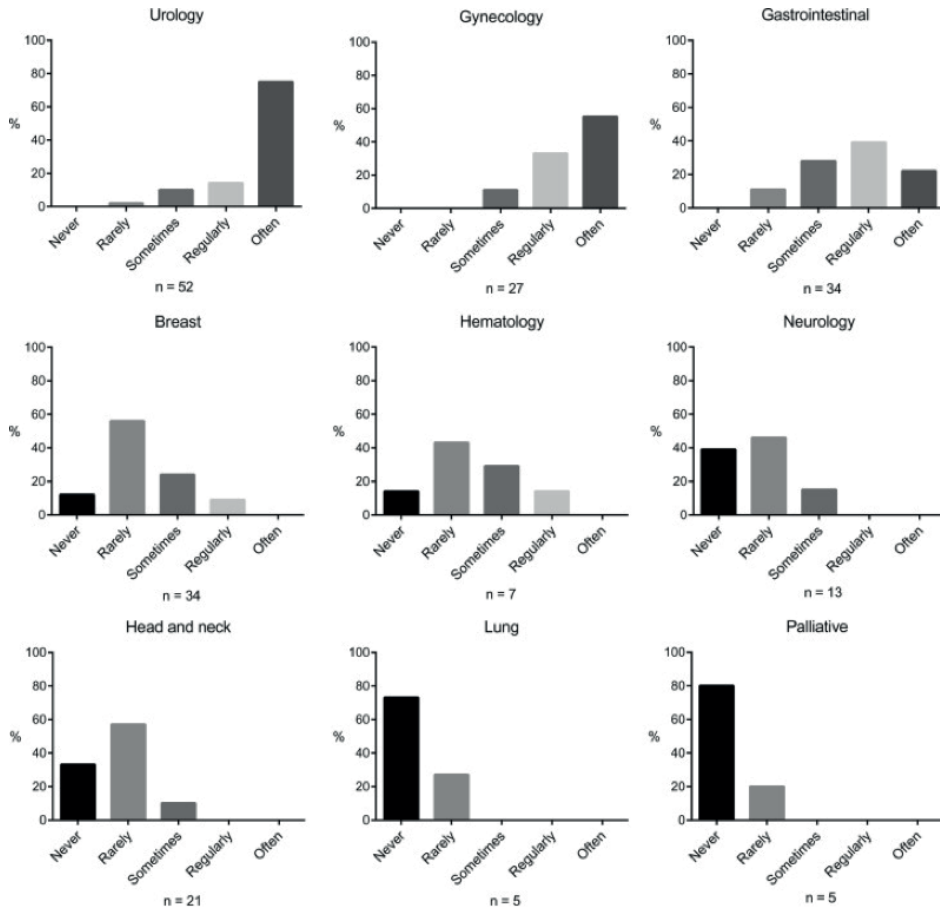 Urology
100
80
60
40
20
0
%
Never
Rarely
Sometimes
Regularly
Often
n = 52
Gynecology
100
80
60
40
20
0
%
Never
Rarely
Sometimes
Regularly
Often
n = 27
Gastrointestinal
100
80
60
40
20
0
%
Never
Rarely
Sometimes
Regularly
Often
n = 34
Breast
100
80
60
40
20
0
%
Never
Rarely
Sometimes
Regularly
Often
n = 34
Hematology
100
80
60
40
20
0
%
Never
Rarely
Sometimes
Regularly
Often
n = 7
Neurology
100
80
60
40
20
0
%
Never
Rarely
Sometimes
Regularly
Often
n = 13
Head and neck
100
80
60
40
20
0
%
Never
Rarely
Sometimes
Regularly
Often
n = 21
Lung
100
80
60
40
20
0
%
Never
Rarely
Sometimes
Regularly
Often
n = 5
Palliative
100
80
60
40
20
0
%
Never
Rarely
Sometimes
Regularly
Often
n = 5